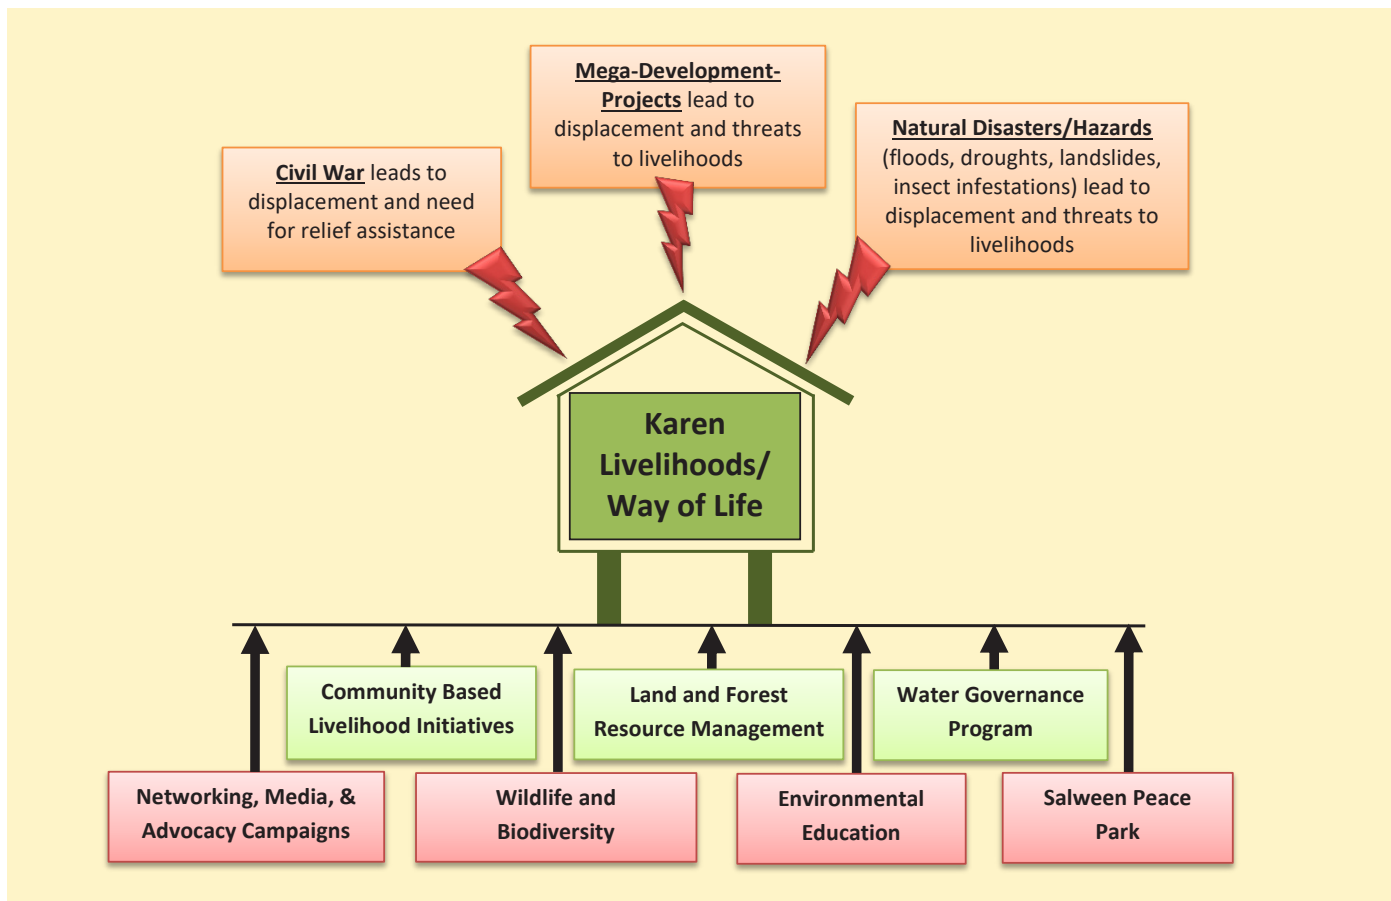 Mega-Development-
Projects lead to
displacement and threats
to livelihoods
Natural Disasters/Hazards
(floods, droughts, landslides,
insect infestations) lead to
displacement and threats to
livelihoods
Civil War leads to
displacement and need
for relief assistance
Karen
Livelihoods/
Way of Life
Community Based
Livelihood Initiatives
Land and Forest
Resource Management
Water Governance
Program
Networking, Media, &
Advocacy Campaigns
Wildlife and
Biodiversity
Environmental
Education
Salween Peace
Park